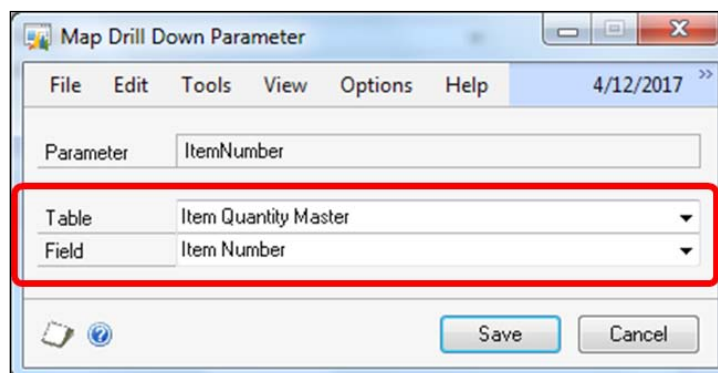 Map Drill Down Parameter
File Edit Tools View Options Help 4/12/2017 »
Parameter ItemNumber
Table Item Quantity Master
Field Item Number
Save Cancel